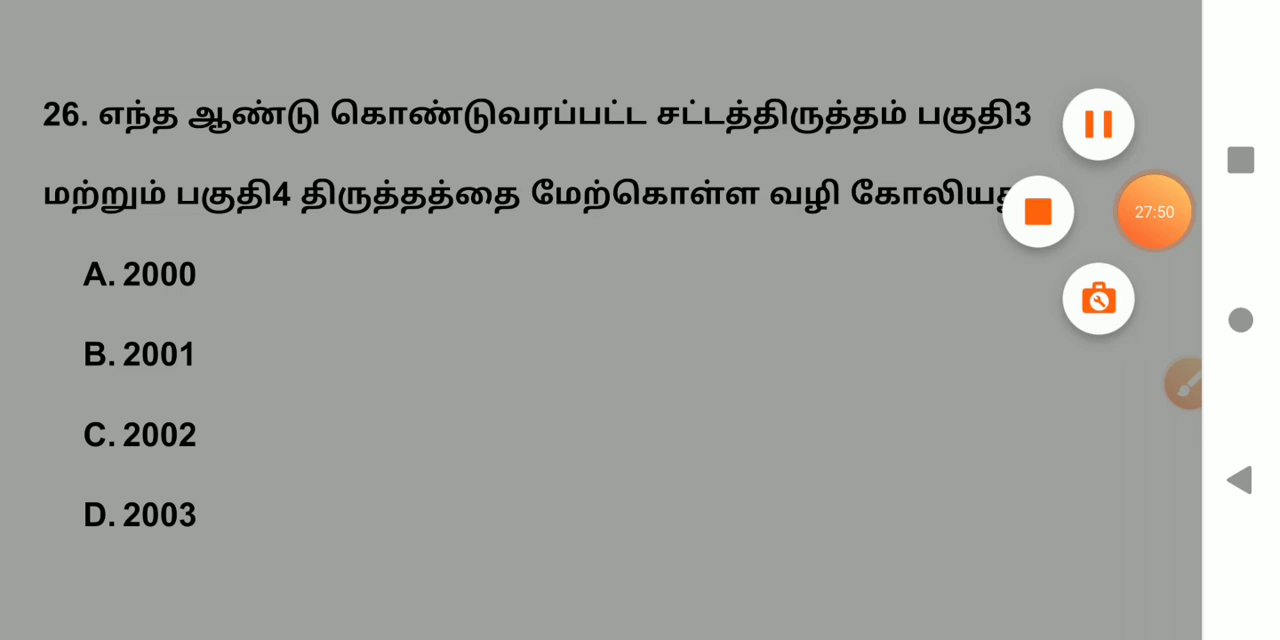 26. எந்த ஆண்டு கொண்டுவரப்பட்ட சட்டத்திருத்தம் பகுதி3
மற்றும் பகுதி4 திருத்தத்தை மேற்கொள்ள வழி
A. 2000
B. 2001
C. 2002
D. 2003
27:50